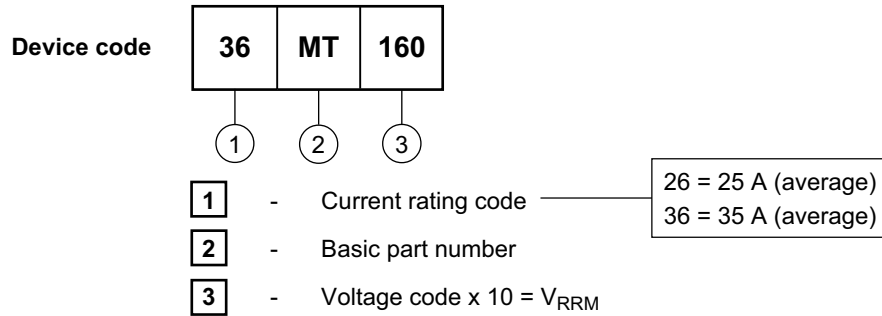 Device code 36 MT 160
1 2 3
1 - Current rating code
26 = 25 A (average)
36 = 35 A (average)
2 - Basic part number
3 - Voltage code x 10 = VRRM